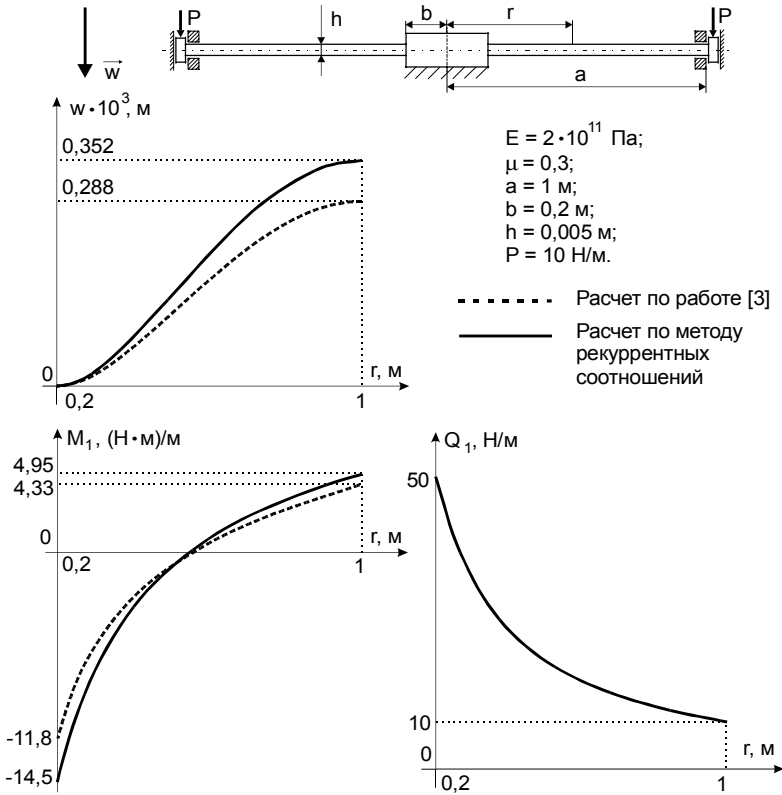 P h b r P
w⃗ a
w·10³, м
0,352
0,288
0
0,2
1
r, м
E = 2·10¹¹ Па;
μ = 0,3;
a = 1 м;
b = 0,2 м;
h = 0,005 м;
P = 10 Н/м.
Расчет по работе [3]
Расчет по методу
рекуррентных
соотношений
M₁, (Н·м)/м
4,95
4,33
0
0,2
1
r, м
-11,8
-14,5
Q₁, Н/м
50
10
0
0,2
1
r, м